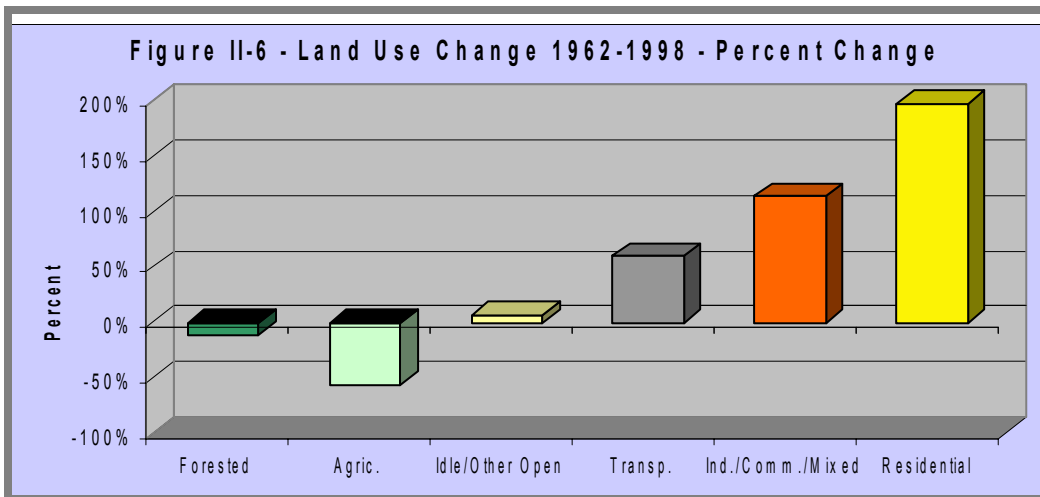 Figure II-6 - Land Use Change 1962-1998 - Percent Change
200%
150%
100%
50%
0%
-50%
-100%
Percent
Forested Agric. Idle/Other Open Transp. Ind./Comm./Mixed Residential